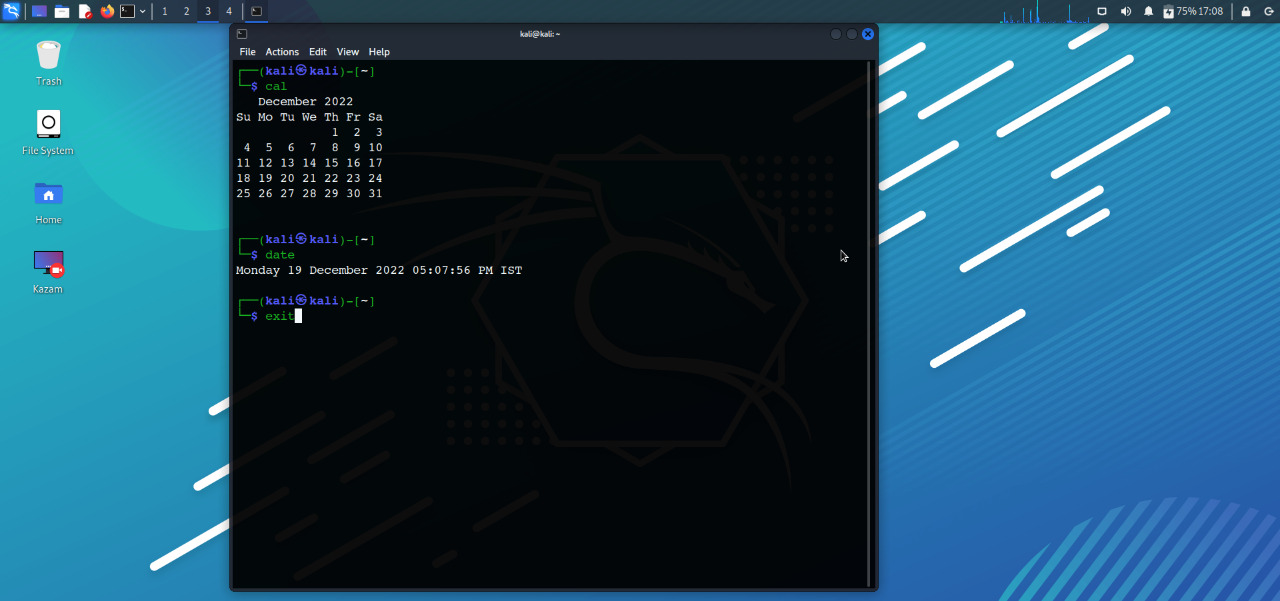 1 2 3 4
75% 17:08
kali@kali: ~
File Actions Edit View Help
Trash
File System
Home
Kazam
┌──(kali㉿kali)-[~]
└─$ cal
   December 2022
Su Mo Tu We Th Fr Sa
             1  2  3
 4  5  6  7  8  9 10
11 12 13 14 15 16 17
18 19 20 21 22 23 24
25 26 27 28 29 30 31
┌──(kali㉿kali)-[~]
└─$ date
Monday 19 December 2022 05:07:56 PM IST
┌──(kali㉿kali)-[~]
└─$ exit